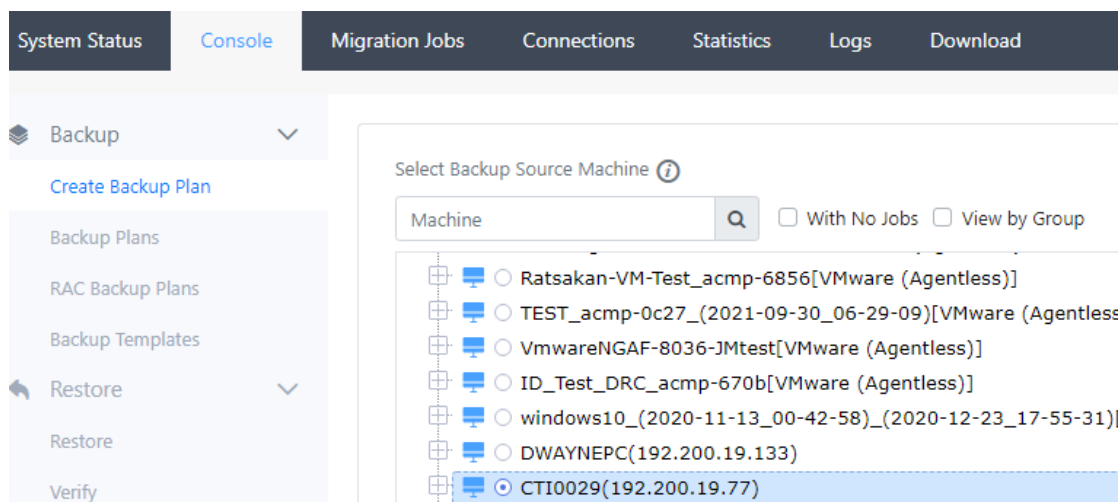 System Status Console Migration Jobs Connections Statistics Logs Download
Backup
Create Backup Plan
Backup Plans
RAC Backup Plans
Backup Templates
Restore
Restore
Verify
Select Backup Source Machine
Machine
With No Jobs View by Group
Ratsakan-VM-Test_acmp-6856[VMware (Agentless)]
TEST_acmp-0c27_(2021-09-30_06-29-09)[VMware (Agentless
VmwareNGAF-8036-JMtest[VMware (Agentless)]
ID_Test_DRC_acmp-670b[VMware (Agentless)]
windows10_(2020-11-13_00-42-58)_(2020-12-23_17-55-31)[
DWAYNEPC(192.200.19.133)
CTI0029(192.200.19.77)